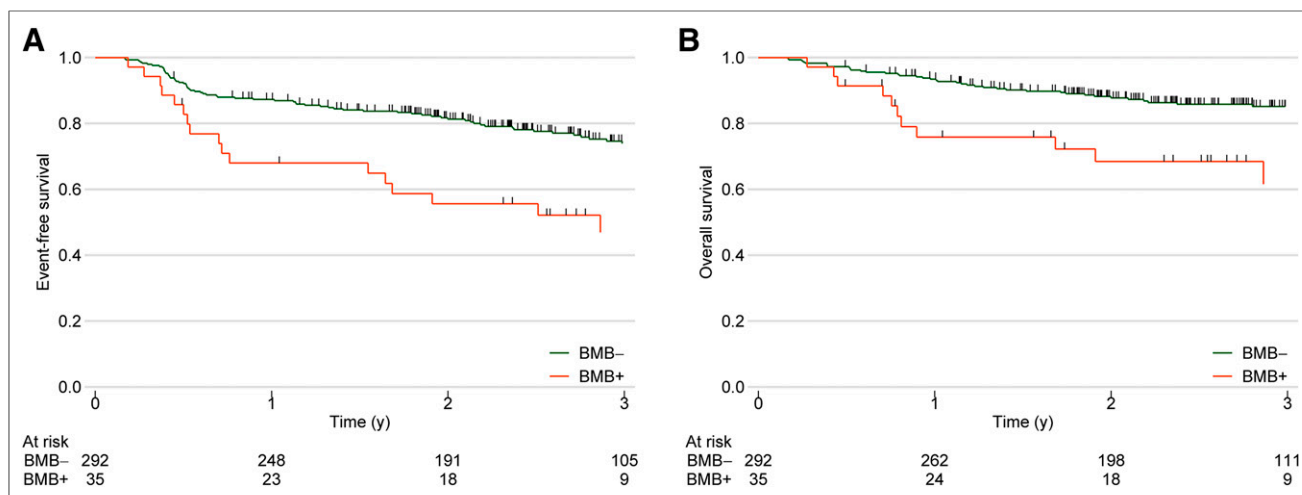 A
1.0
0.8
0.6
0.4
0.2
0.0
Event-free survival
BMB–
BMB+
0 1 2 3
Time (y)
At risk
BMB– 292 248 191 105
BMB+ 35 23 18 9
B
1.0
0.8
0.6
0.4
0.2
0.0
Overall survival
BMB–
BMB+
0 1 2 3
Time (y)
At risk
BMB– 292 262 198 111
BMB+ 35 24 18 9